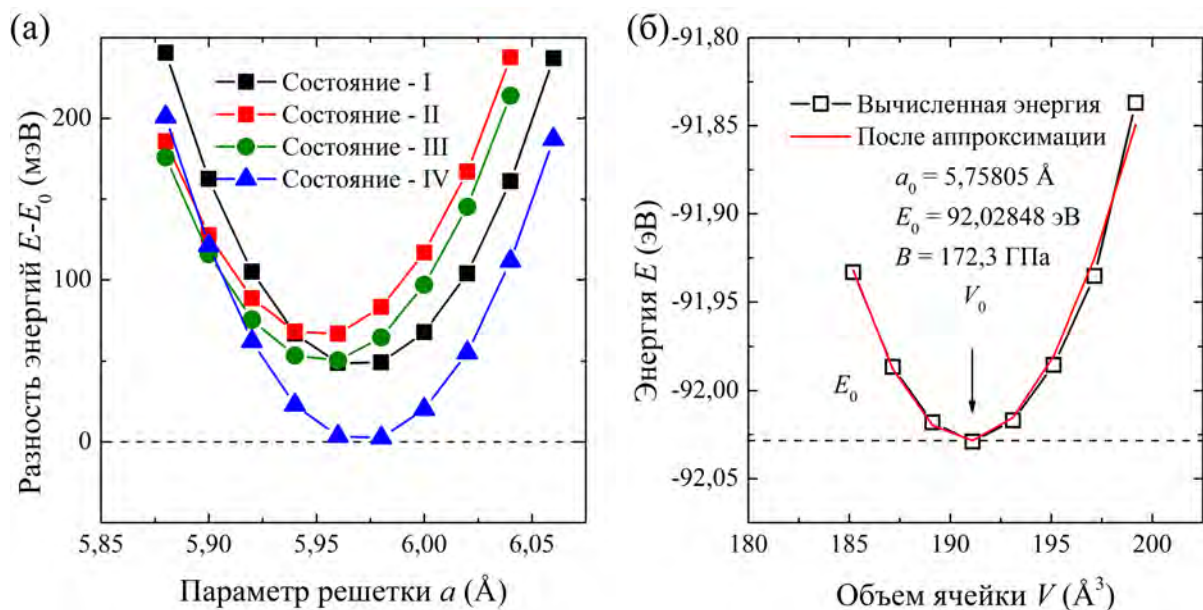 (а)
Разность энергий E-E0 (мэВ)
200
100
0
Состояние - I
Состояние - II
Состояние - III
Состояние - IV
5,85
5,90
5,95
6,00
6,05
Параметр решетки a (Å)
(б)
Энергия E (эВ)
-91,80
-91,85
-91,90
-91,95
-92,00
-92,05
Вычисленная энергия
После аппроксимации
a0 = 5,75805 Å
E0 = 92,02848 эВ
B = 172,3 ГПа
V0
E0
180
185
190
195
200
Объем ячейки V (Å³)